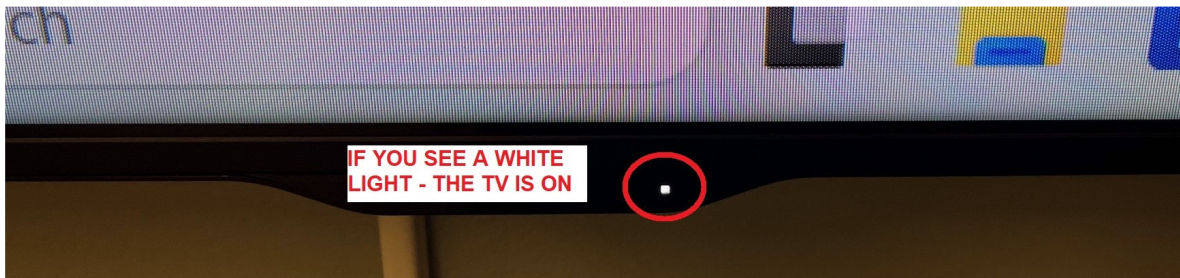 ch
IF YOU SEE A WHITE
LIGHT - THE TV IS ON